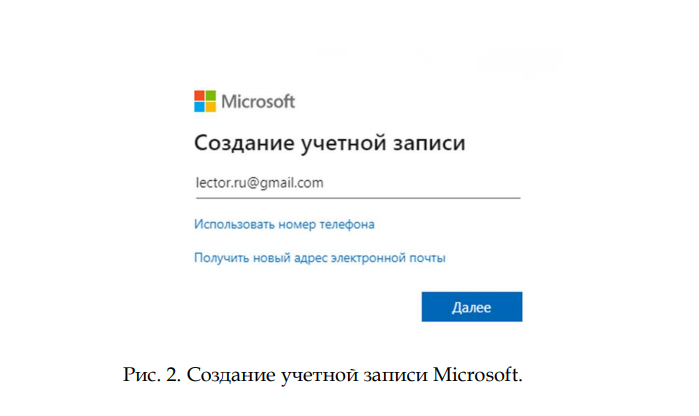 Microsoft
Создание учетной записи
lector.ru@gmail.com
Использовать номер телефона
Получить новый адрес электронной почты
Далее
Рис. 2. Создание учетной записи Microsoft.